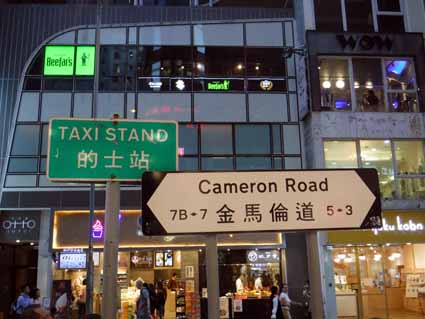 Beefar's
WOW
Beefar's
TAXI STAND
的士站
Cameron Road
7B→7 金馬倫道 5→3
otto